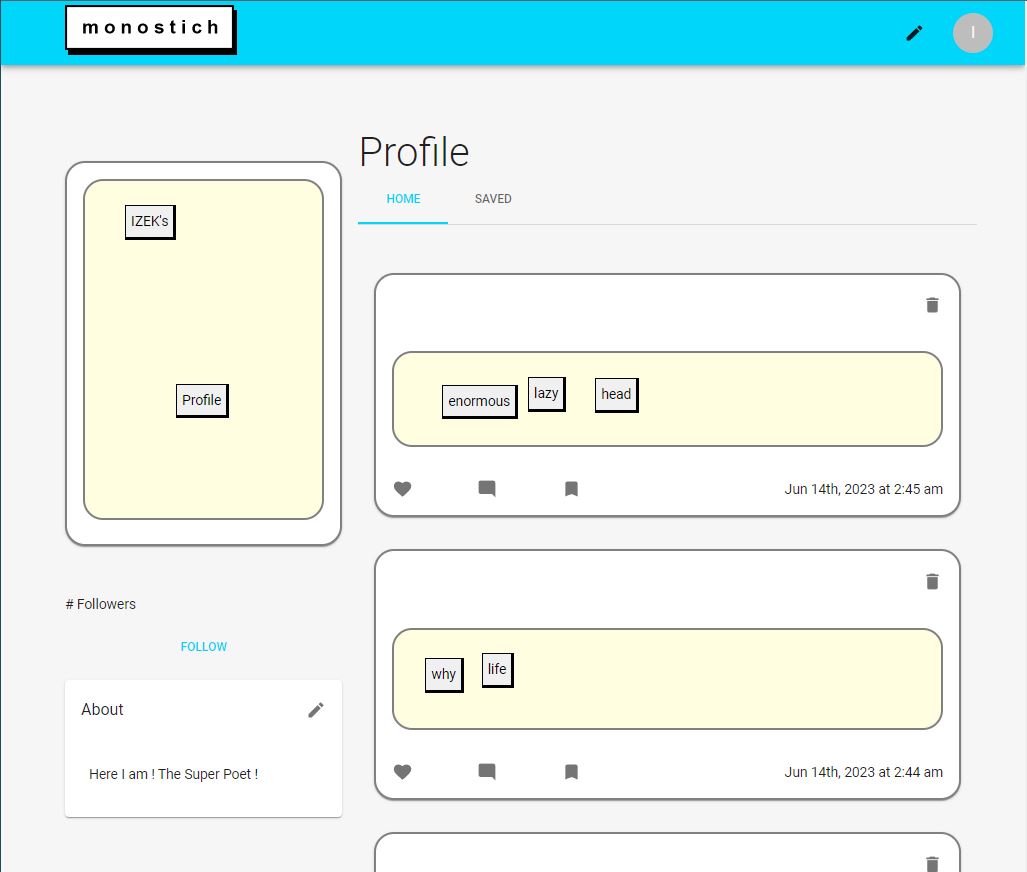 monostich
I
Profile
HOME SAVED
IZEK's
Profile
# Followers
FOLLOW
About
Here I am ! The Super Poet !
enormous lazy head
Jun 14th, 2023 at 2:45 am
why life
Jun 14th, 2023 at 2:44 am